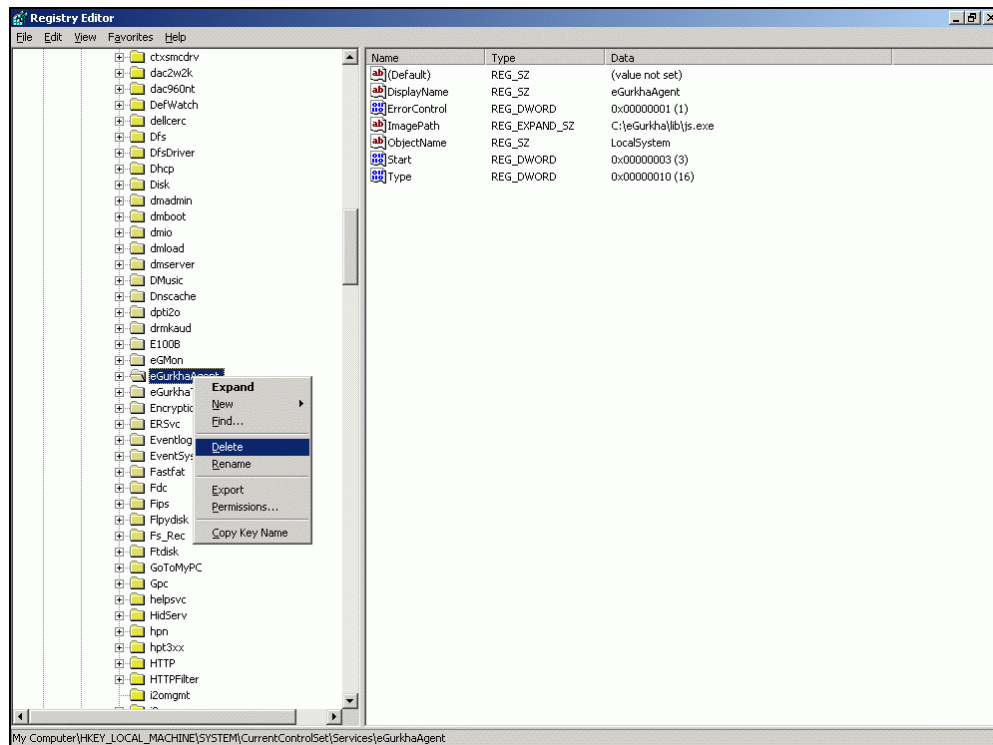 Registry Editor
File Edit View Favorites Help
ctxsmcdrv
dac2w2k
dac960nt
DefWatch
dellcerc
Dfs
DfsDriver
Dhcp
Disk
dmadmin
dmboot
dmio
dmload
dmserver
DMusic
Dnscache
dpti2o
drmkaud
E100B
eGMon
eGurkhaAgent
eGurkha
Encryptic
ERSvc
Eventlog
EventSys
Fastfat
Fdc
Fips
Flpydisk
Fs_Rec
Ftdisk
GoToMyPC
Gpc
helpsvc
HidServ
hpn
hpt3xx
HTTP
HTTPFilter
i2omgmt
Expand
New
Find...
Delete
Rename
Export
Permissions...
Copy Key Name
Name Type Data
(Default) REG_SZ (value not set)
DisplayName REG_SZ eGurkhaAgent
ErrorControl REG_DWORD 0x00000001 (1)
ImagePath REG_EXPAND_SZ C:\eGurkha\lib\js.exe
ObjectName REG_SZ LocalSystem
Start REG_DWORD 0x00000003 (3)
Type REG_DWORD 0x00000010 (16)
My Computer\HKEY_LOCAL_MACHINE\SYSTEM\CurrentControlSet\Services\eGurkhaAgent